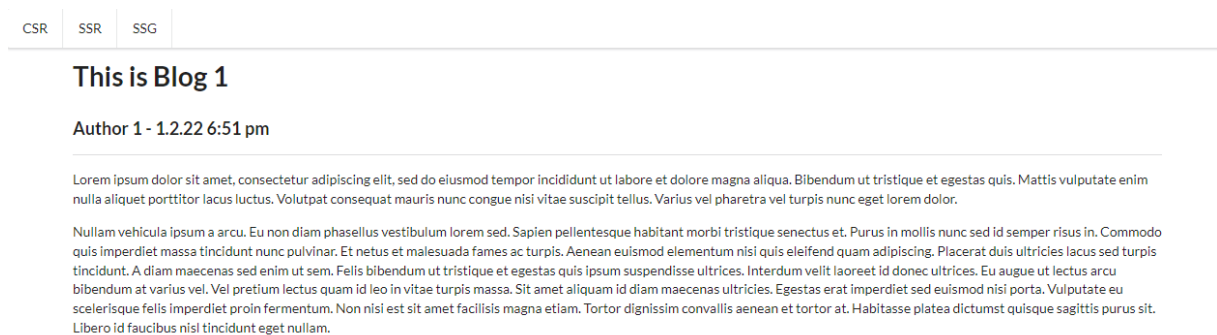 CSR SSR SSG
This is Blog 1
Author 1 - 1.2.22 6:51 pm
Lorem ipsum dolor sit amet, consectetur adipiscing elit, sed do eiusmod tempor incididunt ut labore et dolore magna aliqua. Bibendum ut tristique et egestas quis. Mattis vulputate enim
nulla aliquet porttitor lacus luctus. Volutpat consequat mauris nunc congue nisi vitae suscipit tellus. Varius vel pharetra vel turpis nunc eget lorem dolor.
Nullam vehicula ipsum a arcu. Eu non diam phasellus vestibulum lorem sed. Sapien pellentesque habitant morbi tristique senectus et. Purus in mollis nunc sed id semper risus in. Commodo
quis imperdiet massa tincidunt nunc pulvinar. Et netus et malesuada fames ac turpis. Aenean euismod elementum nisi quis eleifend quam adipiscing. Placerat duis ultricies lacus sed turpis
tincidunt. A diam maecenas sed enim ut sem. Felis bibendum ut tristique et egestas quis ipsum suspendisse ultrices. Interdum velit laoreet id donec ultrices. Eu augue ut lectus arcu
bibendum at varius vel. Vel pretium lectus quam id leo in vitae turpis massa. Sit amet aliquam id diam maecenas ultricies. Egestas erat imperdiet sed euismod nisi porta. Vulputate eu
scelerisque felis imperdiet proin fermentum. Non nisi est sit amet facilisis magna etiam. Tortor dignissim convallis aenean et tortor at. Habitasse platea dictumst quisque sagittis purus sit.
Libero id faucibus nisl tincidunt eget nullam.